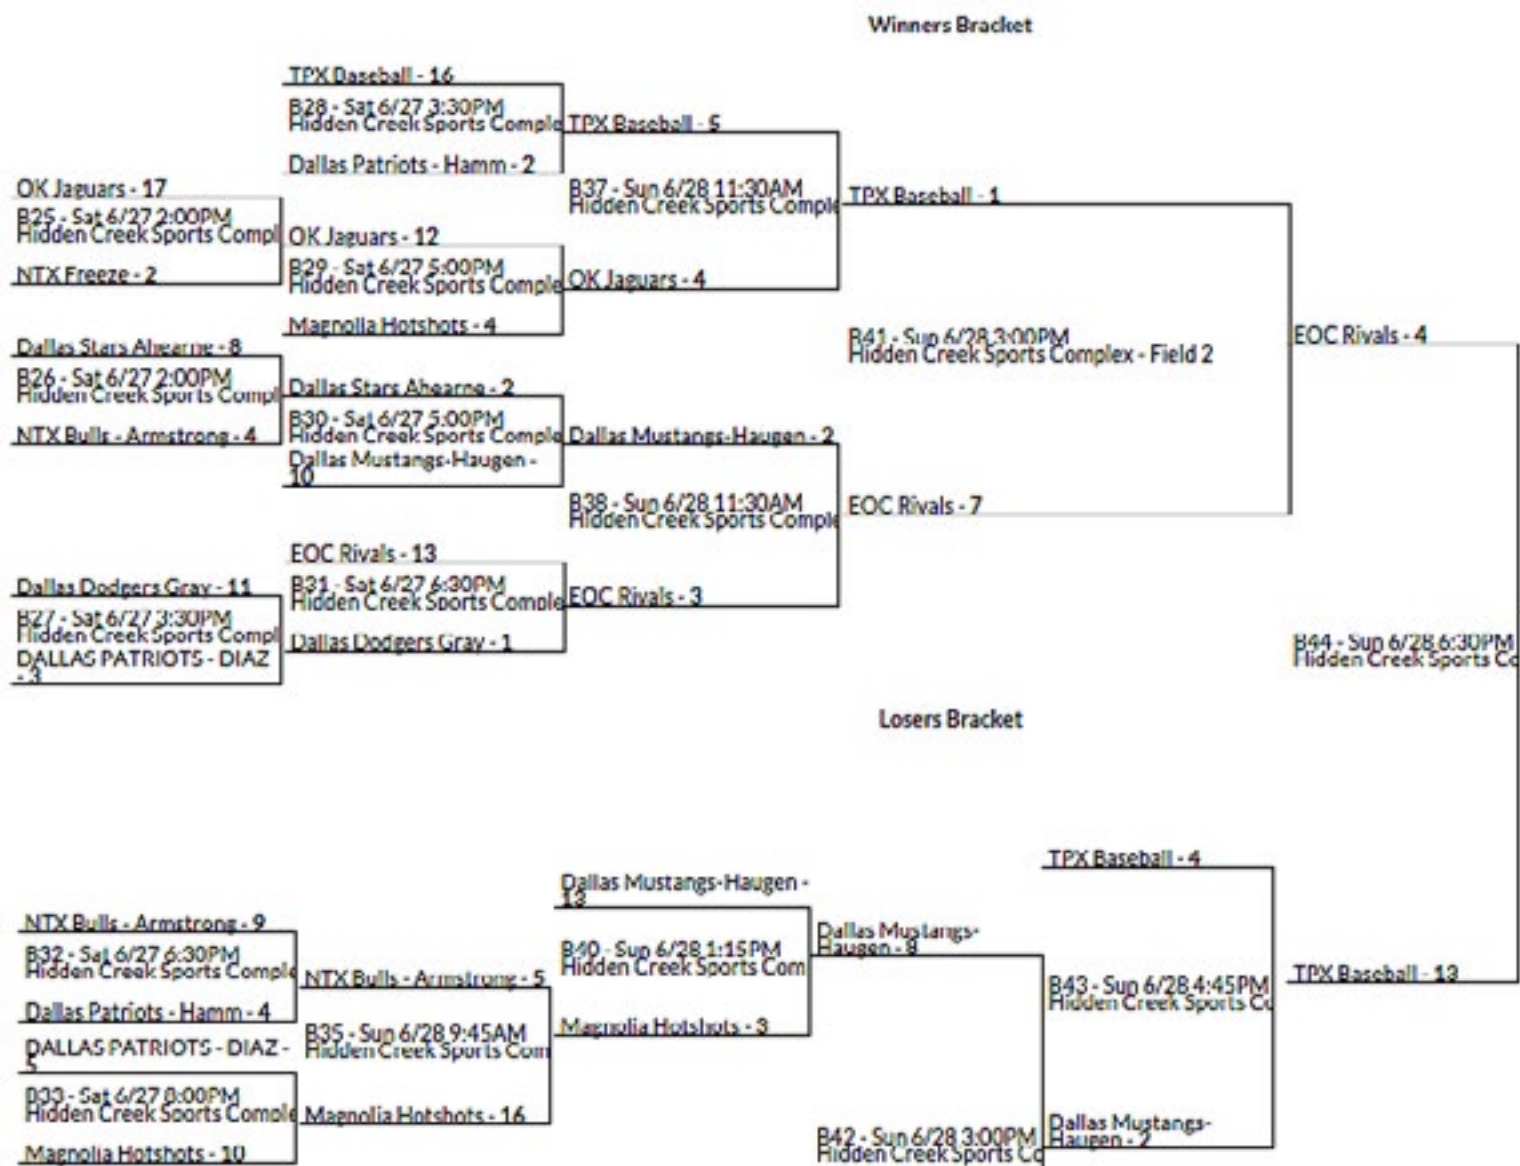 Winners Bracket
TPX Baseball - 16
B28 - Sat 6/27 3:30PM
Hidden Creek Sports Comple
Dallas Patriots - Hamm - 2
TPX Baseball - 5
B37 - Sun 6/28 11:30AM
Hidden Creek Sports Comple
OK Jaguars - 17
B25 - Sat 6/27 2:00PM
Hidden Creek Sports Compl
NTX Freeze - 2
OK Jaguars - 12
B29 - Sat 6/27 5:00PM
Hidden Creek Sports Comple
Magnolia Hotshots - 4
OK Jaguars - 4
TPX Baseball - 1
B41 - Sun 6/28 3:00PM
Hidden Creek Sports Complex - Field 2
EOC Rivals - 4
Dallas Stars Ahearne - 8
B26 - Sat 6/27 2:00PM
Hidden Creek Sports Compl
NTX Bulls - Armstrong - 4
Dallas Stars Ahearne - 2
B30 - Sat 6/27 5:00PM
Hidden Creek Sports Comple
Dallas Mustangs-Haugen -
10
Dallas Mustangs-Haugen - 2
B38 - Sun 6/28 11:30AM
Hidden Creek Sports Comple
EOC Rivals - 7
EOC Rivals - 13
B31 - Sat 6/27 6:30PM
Hidden Creek Sports Comple
Dallas Dodgers Gray - 1
EOC Rivals - 3
Dallas Dodgers Gray - 11
B27 - Sat 6/27 3:30PM
Hidden Creek Sports Compl
DALLAS PATRIOTS - DIAZ
- 3
B44 - Sun 6/28 6:30PM
Hidden Creek Sports Co
Losers Bracket
NTX Bulls - Armstrong - 9
B32 - Sat 6/27 6:30PM
Hidden Creek Sports Comple
Dallas Patriots - Hamm - 4
DALLAS PATRIOTS - DIAZ -
5
B33 - Sat 6/27 8:00PM
Hidden Creek Sports Comple
Magnolia Hotshots - 10
NTX Bulls - Armstrong - 5
B35 - Sun 6/28 9:45AM
Hidden Creek Sports Com
Magnolia Hotshots - 16
Dallas Mustangs-Haugen -
13
B40 - Sun 6/28 1:15PM
Hidden Creek Sports Com
Magnolia Hotshots - 3
Dallas Mustangs-
Haugen - 8
B42 - Sun 6/28 3:00PM
Hidden Creek Sports Co
TPX Baseball - 4
B43 - Sun 6/28 4:45PM
Hidden Creek Sports Co
Dallas Mustangs-
Haugen - 2
TPX Baseball - 13